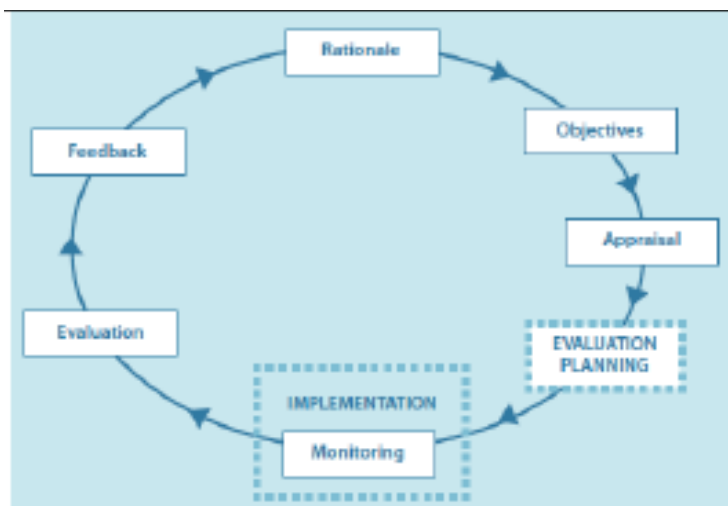 Rationale
Objectives
Appraisal
EVALUATION
PLANNING
IMPLEMENTATION
Monitoring
Evaluation
Feedback